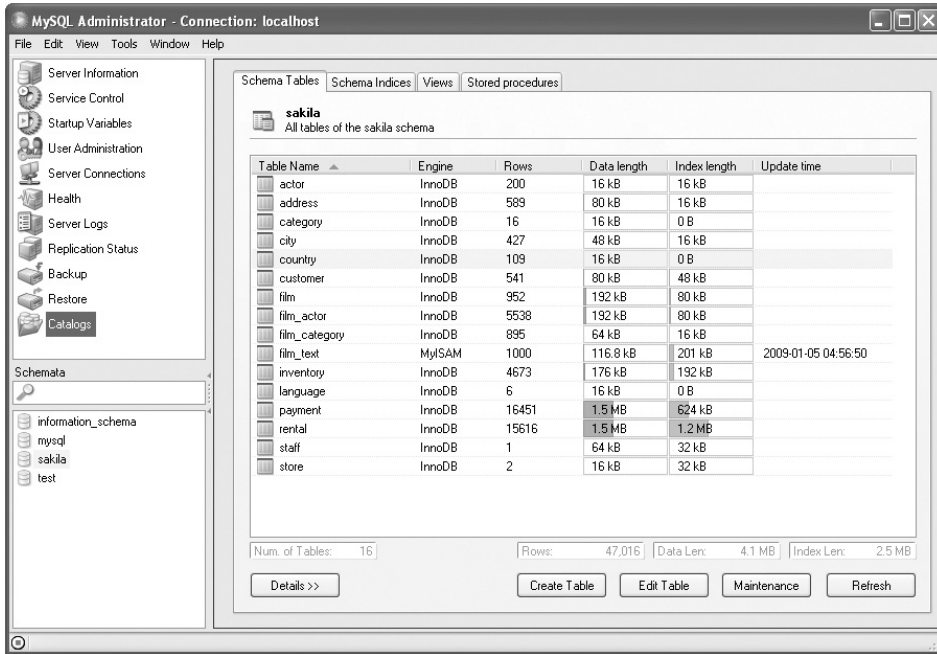 MySQL Administrator - Connection: localhost
File Edit View Tools Window Help
Server Information
Service Control
Startup Variables
User Administration
Server Connections
Health
Server Logs
Replication Status
Backup
Restore
Catalogs
Schemata
information_schema
mysql
sakila
test
Schema Tables Schema Indices Views Stored procedures
sakila
All tables of the sakila schema
Table Name Engine Rows Data length Index length Update time
actor InnoDB 200 16 kB 16 kB
address InnoDB 589 80 kB 16 kB
category InnoDB 16 16 kB 0 B
city InnoDB 427 48 kB 16 kB
country InnoDB 109 16 kB 0 B
customer InnoDB 541 80 kB 48 kB
film InnoDB 952 192 kB 80 kB
film_actor InnoDB 5538 192 kB 80 kB
film_category InnoDB 895 64 kB 16 kB
film_text MyISAM 1000 116.8 kB 201 kB 2009-01-05 04:56:50
inventory InnoDB 4673 176 kB 192 kB
language InnoDB 6 16 kB 0 B
payment InnoDB 16451 1.5 MB 624 kB
rental InnoDB 15616 1.5 MB 1.2 MB
staff InnoDB 1 64 kB 32 kB
store InnoDB 2 16 kB 32 kB
Num. of Tables: 16 Rows: 47,016 Data Len: 4.1 MB Index Len: 2.5 MB
Details >> Create Table Edit Table Maintenance Refresh